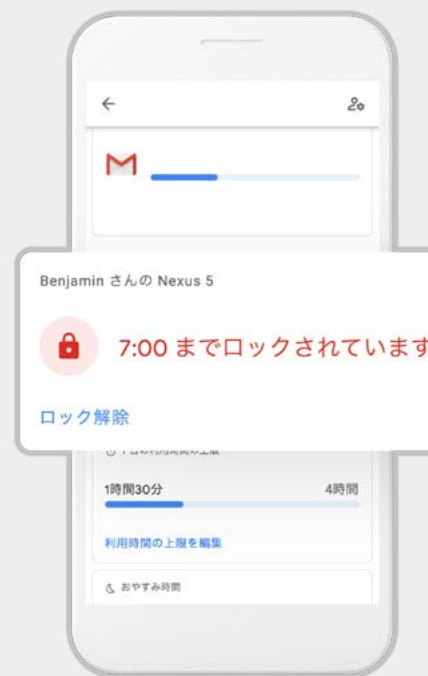 Benjamin さんの Nexus 5
7:00 までロックされています
ロック解除
1時間30分 4時間
利用時間の上限を編集
おやすみ時間